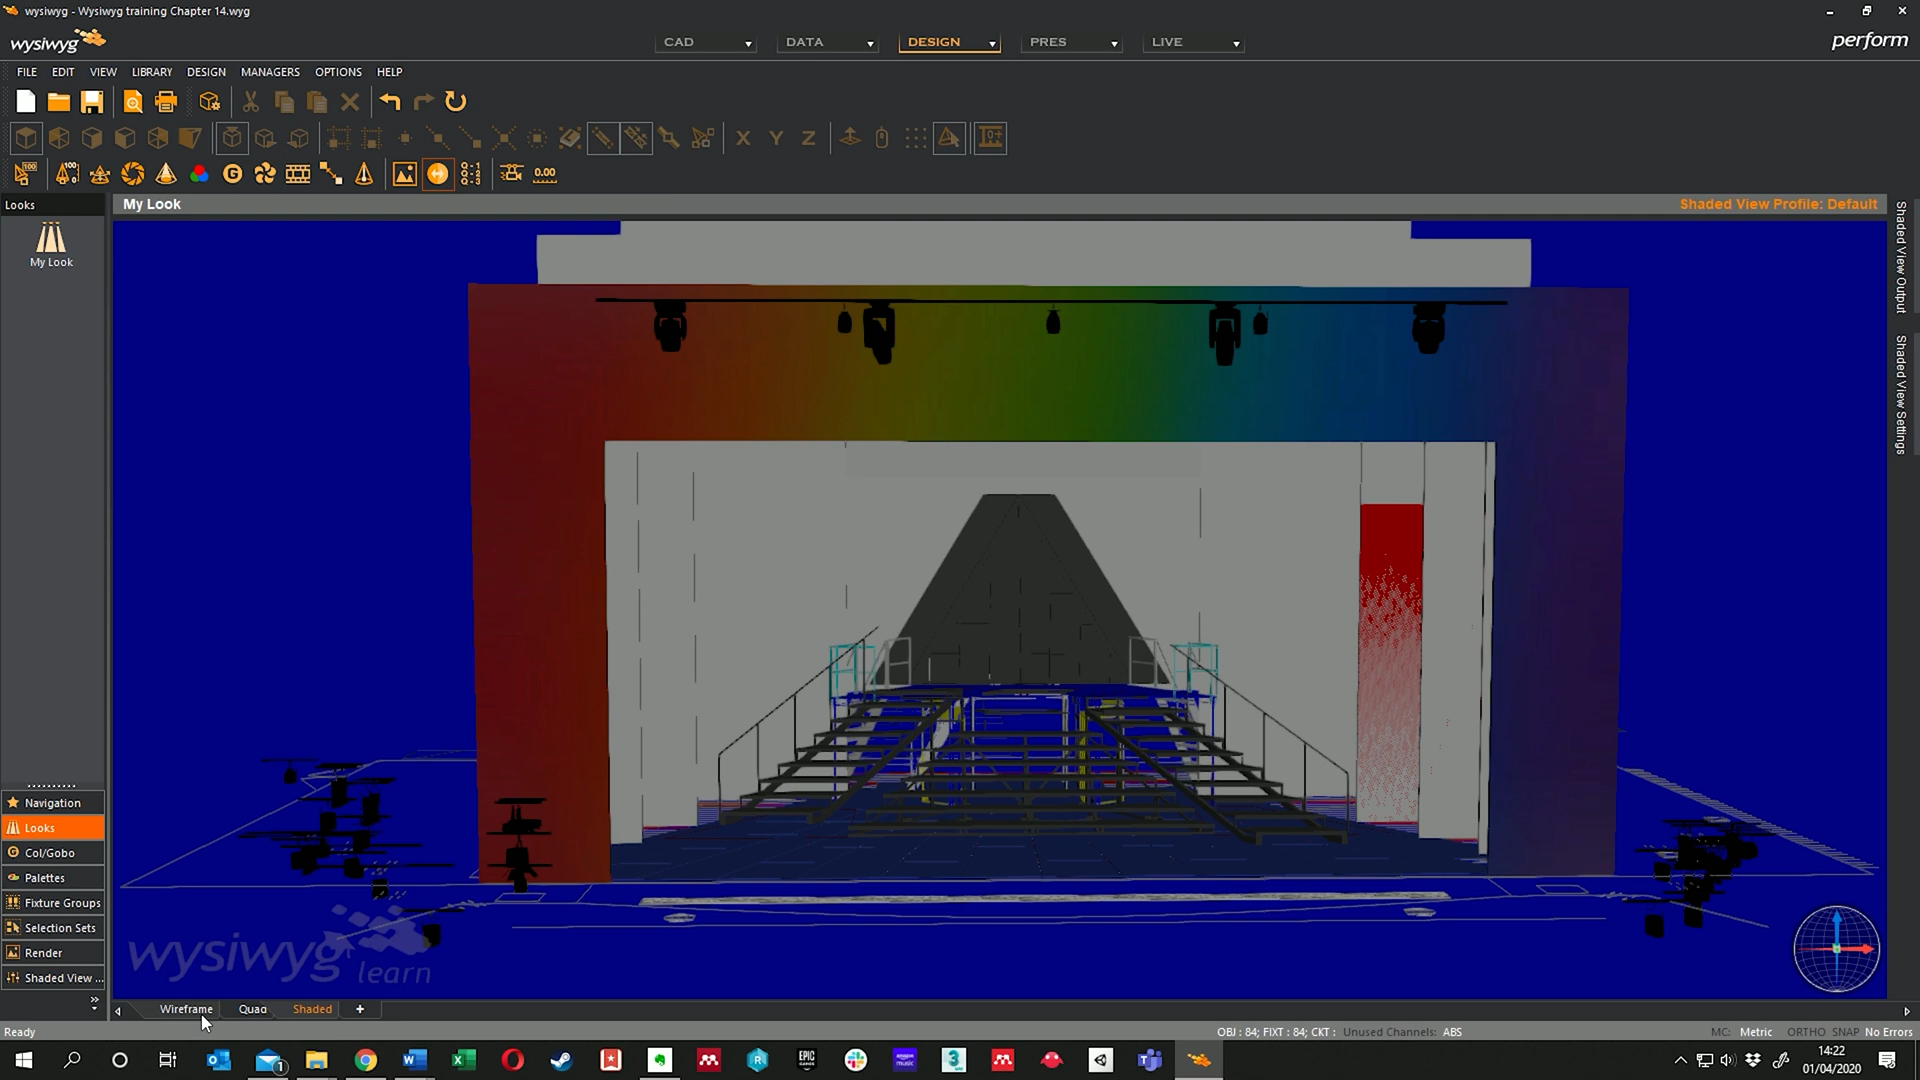 wysiwyg - Wysiwyg training Chapter 14.wyg
wysiwyg
CAD DATA DESIGN PRES LIVE
perform
FILE EDIT VIEW LIBRARY DESIGN MANAGERS OPTIONS HELP
X Y Z
0.00
Looks
My Look
My Look
Shaded View Profile: Default
Shaded View Output
Shaded View Settings
Navigation
Looks
Col/Gobo
Palettes
Fixture Groups
Selection Sets
Render
Shaded View ...
wysiwyg
learn
Wireframe Quad Shaded +
Ready
OBJ : 84; FIXT : 84; CKT : Unused Channels: ABS
MC: Metric ORTHO SNAP No Errors
14:22
01/04/2020